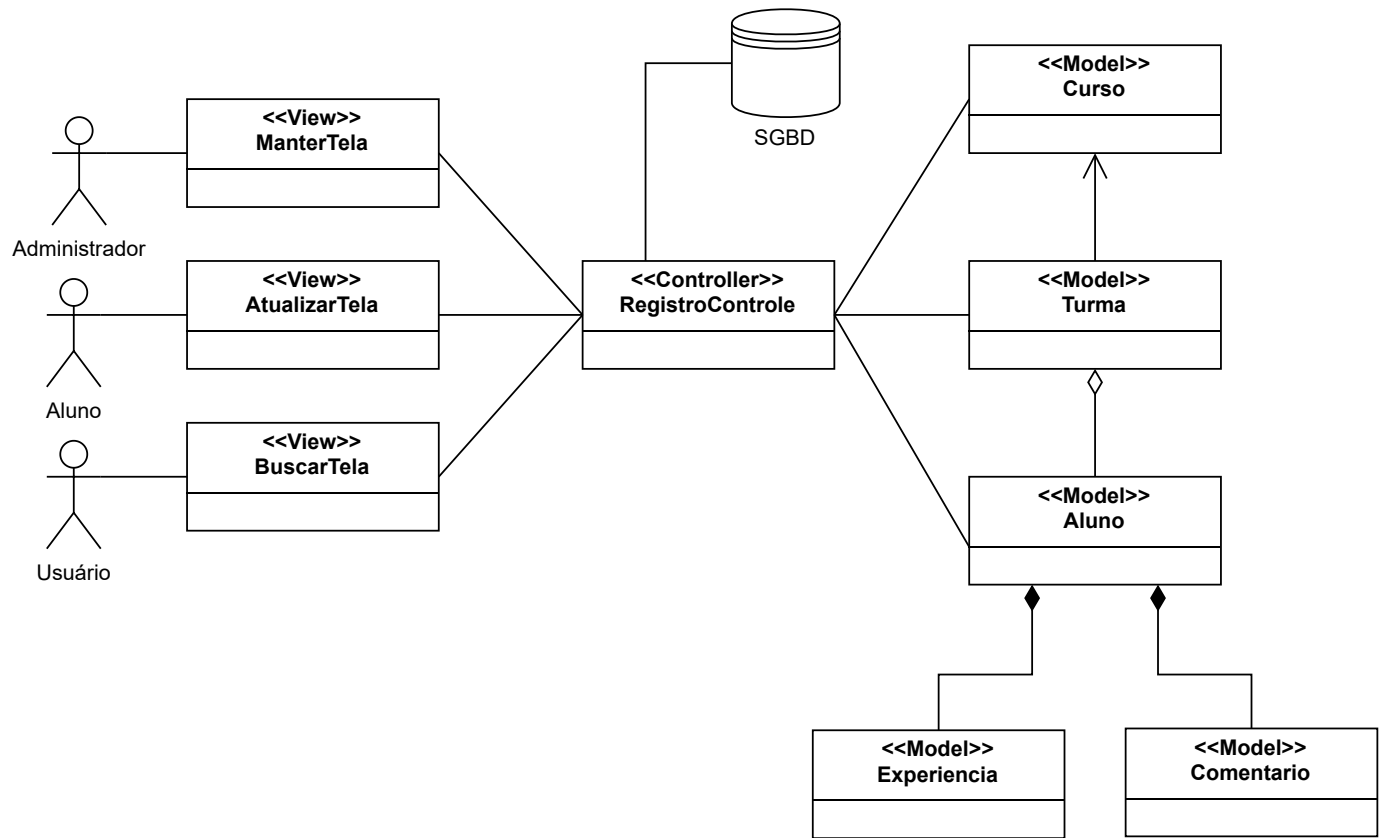 SGBD
<<Model>>
Curso
<<View>>
ManterTela
Administrador
<<View>>
AtualizarTela
<<Controller>>
RegistroControle
<<Model>>
Turma
Aluno
<<View>>
BuscarTela
Usuário
<<Model>>
Aluno
<<Model>>
Experiencia
<<Model>>
Comentario